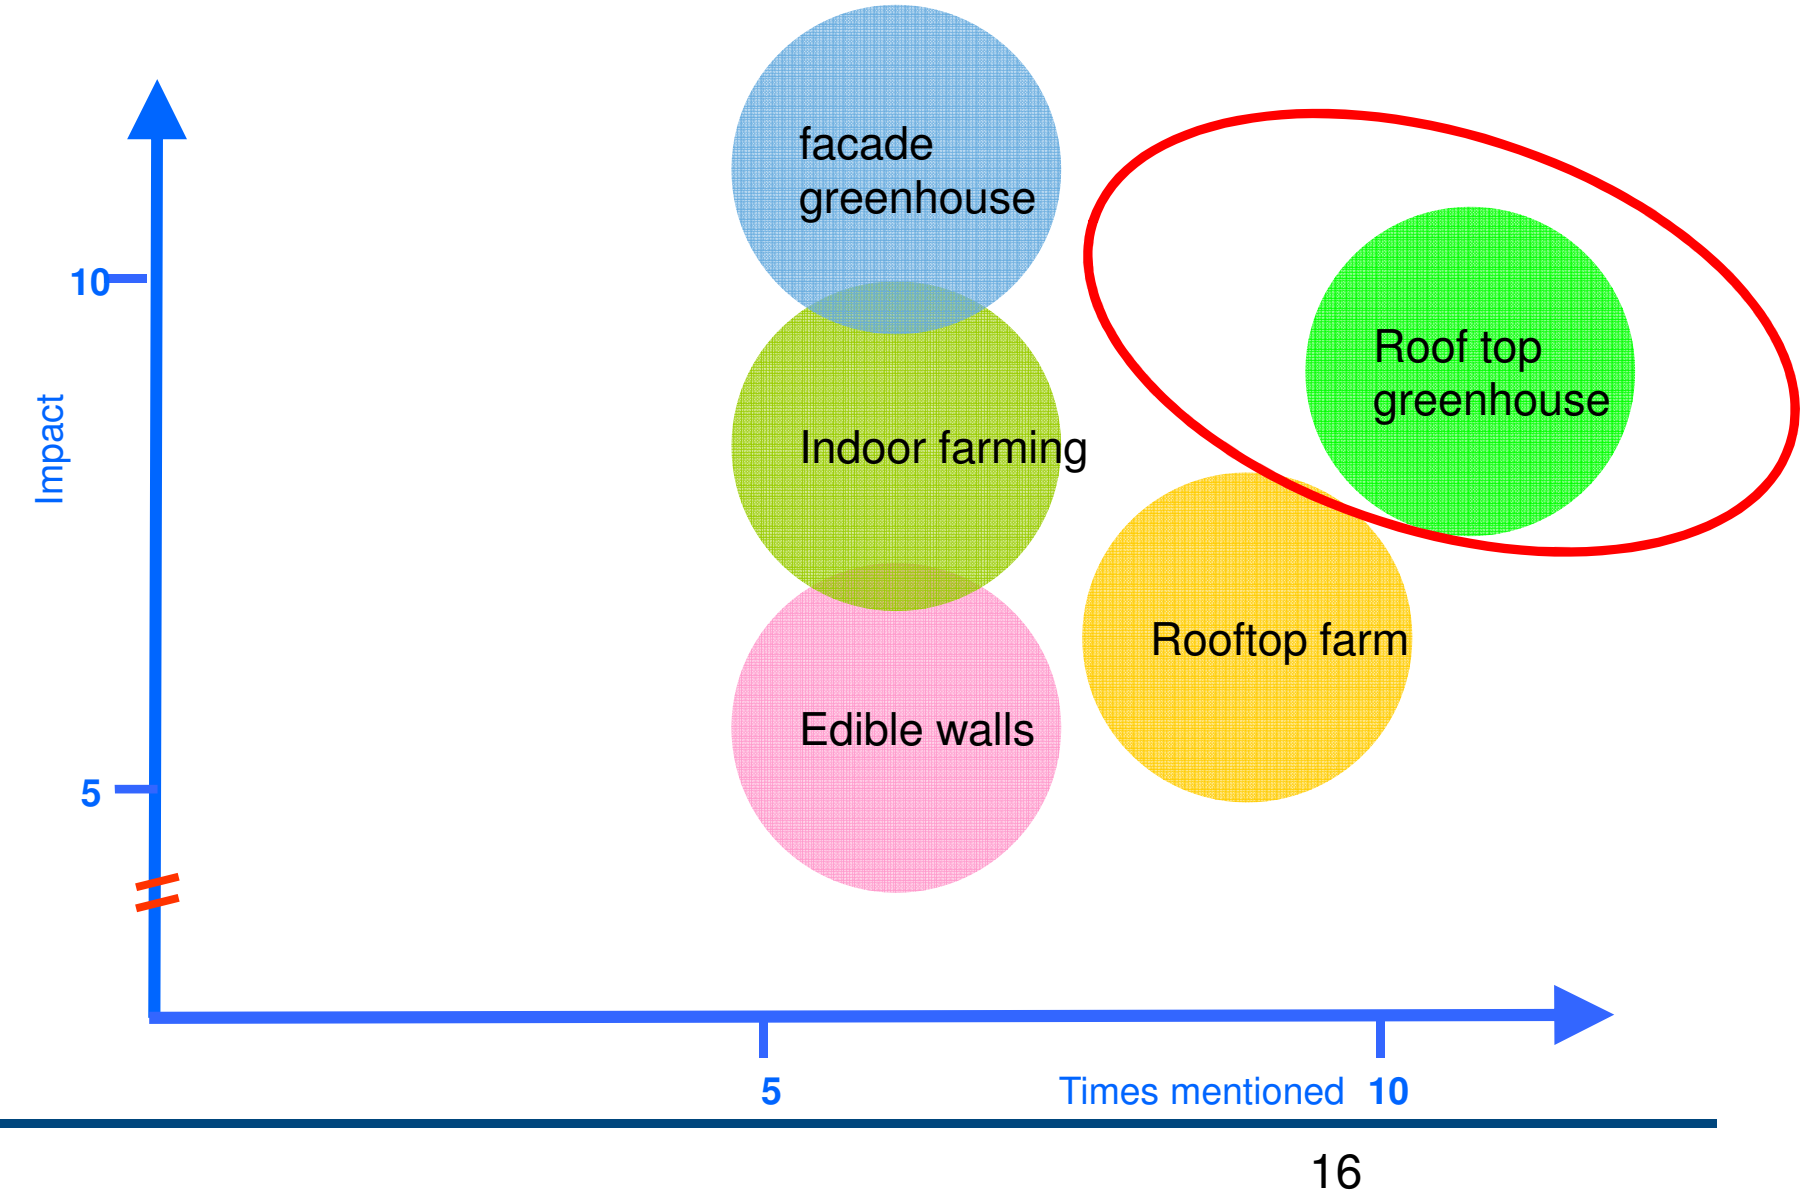 facade
greenhouse
10
Roof top
greenhouse
Impact
Indoor farming
Rooftop farm
Edible walls
5
5
Times mentioned 10
16